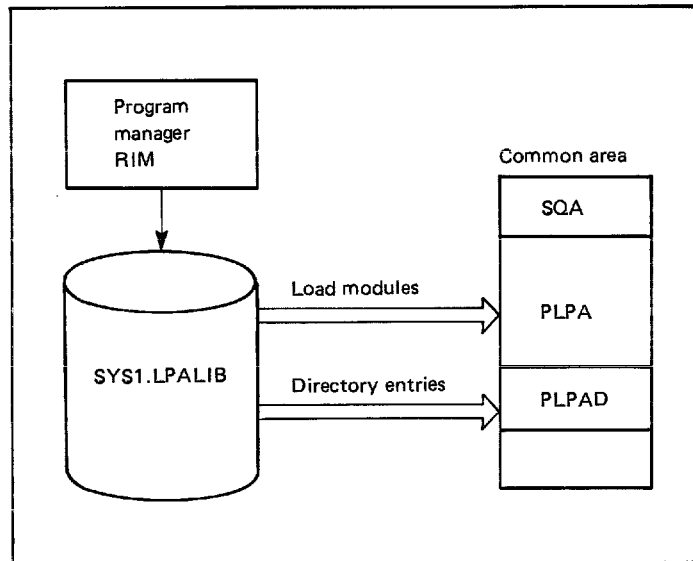 Program
manager
RIM
Common area
SQA
Load modules
PLPA
SYS1.LPALIB
Directory entries
PLPAD